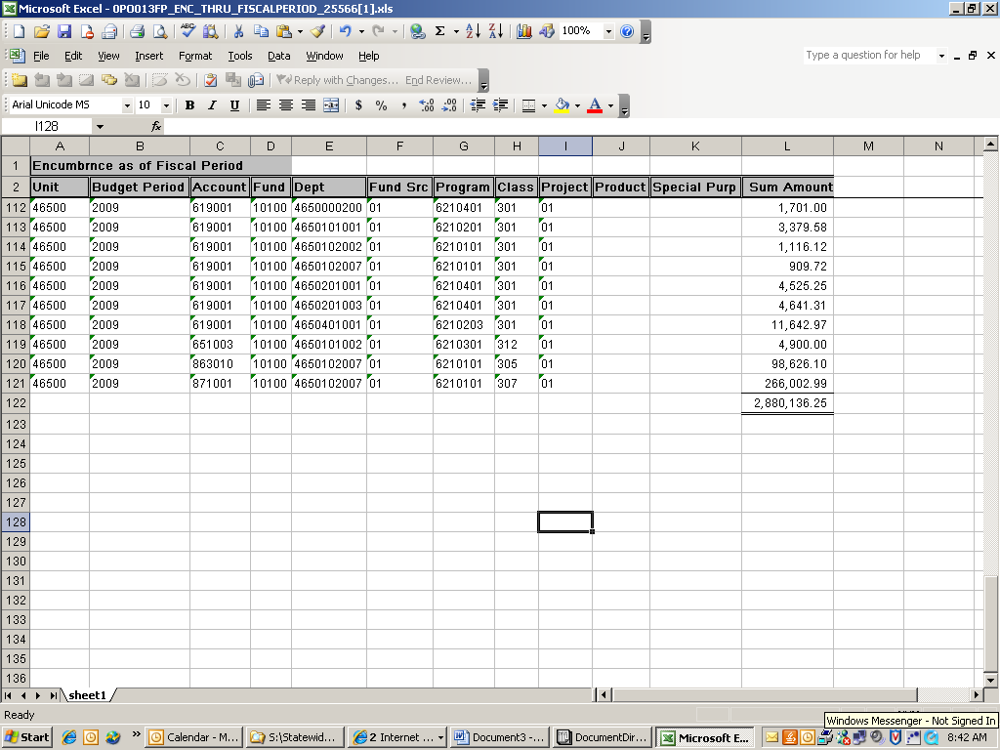 Microsoft Excel - 0PO013FP_ENC_THRU_FISCALPERIOD_25566[1].xls
100%
File Edit View Insert Format Tools Data Window Help Type a question for help
Reply with Changes... End Review...
Arial Unicode MS 10 B I U $ % ,
I128 fx
A B C D E F G H I J K L M N
1 Encumbrnce as of Fiscal Period
2 Unit Budget Period Account Fund Dept Fund Src Program Class Project Product Special Purp Sum Amount
112 46500 2009 619001 10100 4650000200 01 6210401 301 01 1,701.00
113 46500 2009 619001 10100 4650101001 01 6210201 301 01 3,379.58
114 46500 2009 619001 10100 4650102002 01 6210101 301 01 1,116.12
115 46500 2009 619001 10100 4650102007 01 6210101 301 01 909.72
116 46500 2009 619001 10100 4650201001 01 6210401 301 01 4,525.25
117 46500 2009 619001 10100 4650201003 01 6210401 301 01 4,641.31
118 46500 2009 619001 10100 4650401001 01 6210203 301 01 11,642.97
119 46500 2009 651003 10100 4650101002 01 6210301 312 01 4,900.00
120 46500 2009 863010 10100 4650102007 01 6210101 305 01 98,626.10
121 46500 2009 871001 10100 4650102007 01 6210101 307 01 266,002.99
122 2,880,136.25
123
124
125
126
127
128
129
130
131
132
133
134
135
136
sheet1
Ready
Windows Messenger - Not Signed In
Start Calendar - M... S:\Statewid... 2 Internet ... Document3 -... DocumentDir... Microsoft E... 8:42 AM